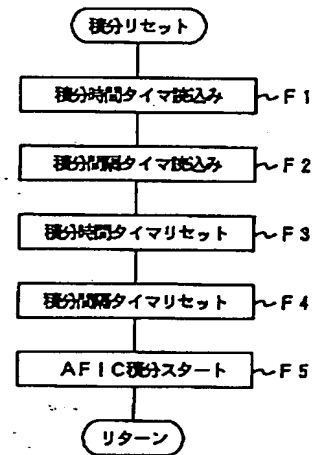 積分リセット
積分時間タイマ読込み ～F1
積分間隔タイマ読込み ～F2
積分時間タイマリセット ～F3
積分間隔タイマリセット ～F4
AFIC積分スタート ～F5
リターン